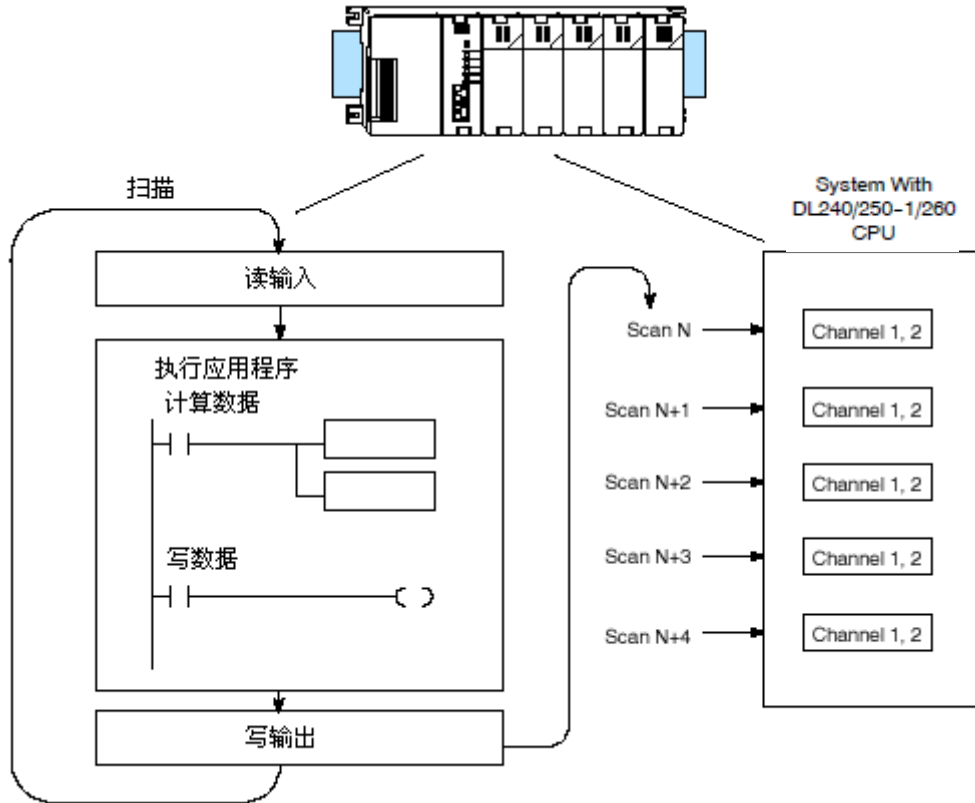 扫描
读输入
执行应用程序
计算数据
写数据
写输出
System With
DL240/250-1/260
CPU
Scan N
Channel 1, 2
Scan N+1
Channel 1, 2
Scan N+2
Channel 1, 2
Scan N+3
Channel 1, 2
Scan N+4
Channel 1, 2